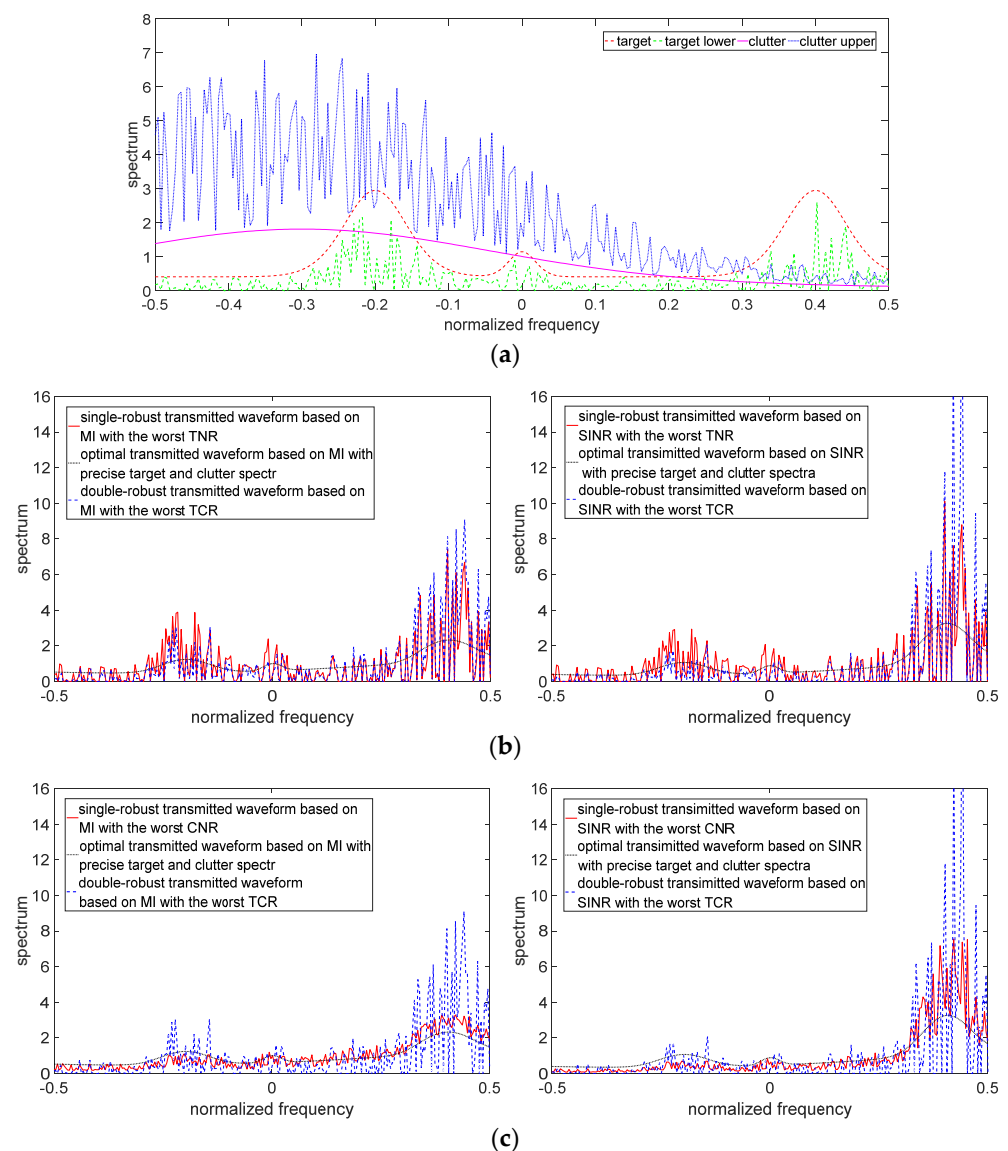 8
7
6
5
4
3
2
1
0
spectrum
target target lower clutter clutter upper
-0.5 -0.4 -0.3 -0.2 -0.1 0 0.1 0.2 0.3 0.4 0.5
normalized frequency
(a)
16
14
12
10
8
6
4
2
0
spectrum
single-robust transmitted waveform based on
MI with the worst TNR
optimal transmitted waveform based on MI with
precise target and clutter spectr
double-robust transmitted waveform based on
MI with the worst TCR
-0.5 0 0.5
normalized frequency
16
14
12
10
8
6
4
2
0
spectrum
single-robust transimitted waveform based on
SINR with the worst TNR
optimal transmitted waveform based on SINR
with precise target and clutter spectra
double-robust transimitted waveform based on
SINR with the worst TCR
-0.5 0 0.5
normalized frequency
(b)
16
14
12
10
8
6
4
2
0
spectrum
single-robust transmitted waveform based on
MI with the worst CNR
optimal transmitted waveform based on MI with
precise target and clutter spectr
double-robust transmitted waveform
based on MI with the worst TCR
-0.5 0 0.5
normalized frequency
16
14
12
10
8
6
4
2
0
spectrum
single-robust transimitted waveform based on
SINR with the worst CNR
optimal transimitted waveform based on SINR
with precise target and clutter spectra
double-robust transimitted waveform based on
SINR with the worst TCR
-0.5 0 0.5
normalized frequency
(c)